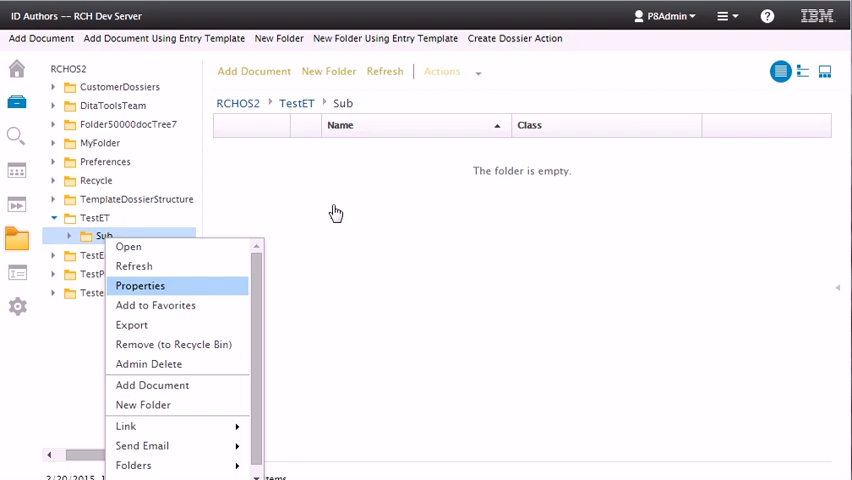 ID Authors -- RCH Dev Server
P8Admin
IBM
Add Document Add Document Using Entry Template New Folder New Folder Using Entry Template Create Dossier Action
RCHOS2
CustomerDossiers
DitaToolsTeam
Folder50000docTree7
MyFolder
Preferences
Recycle
TemplateDossierStructure
TestET
Sub
Add Document New Folder Refresh Actions
RCHOS2 TestET Sub
Name Class
The folder is empty.
Open
Refresh
Properties
Add to Favorites
Export
Remove (to Recycle Bin)
Admin Delete
Add Document
New Folder
Link
Send Email
Folders
2/20/2015,